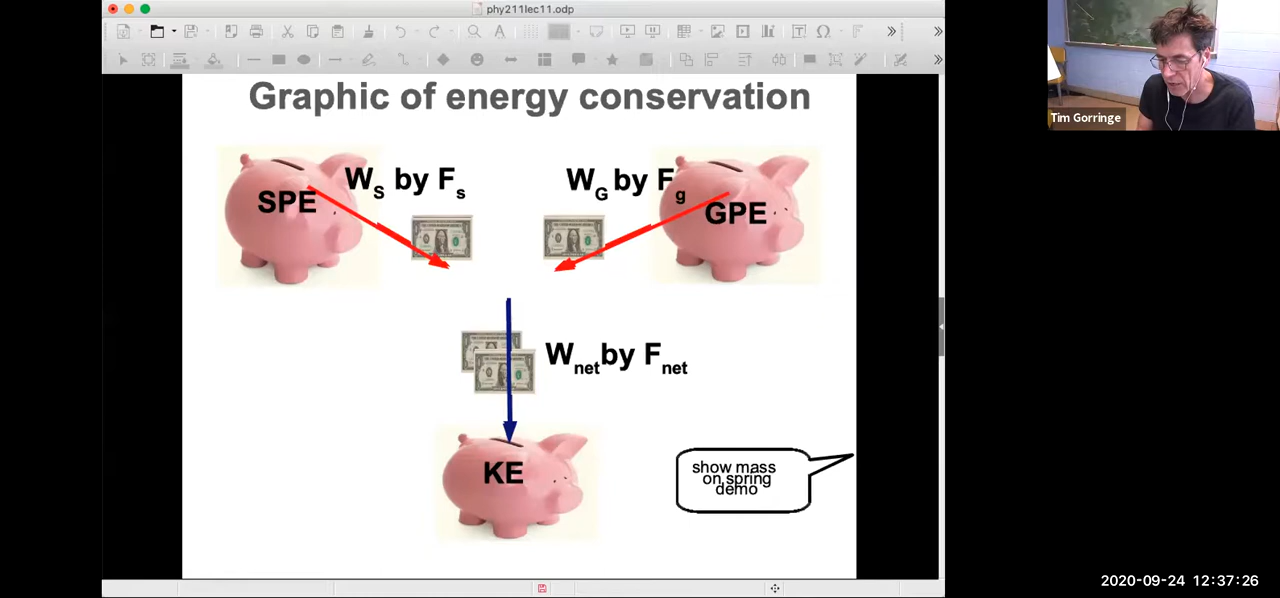 phy211lec11.odp
Graphic of energy conservation
SPE
WS by Fs
WG by Fg
GPE
Wnet by Fnet
KE
show mass
on spring
demo
Tim Gorringe
2020-09-24 12:37:26